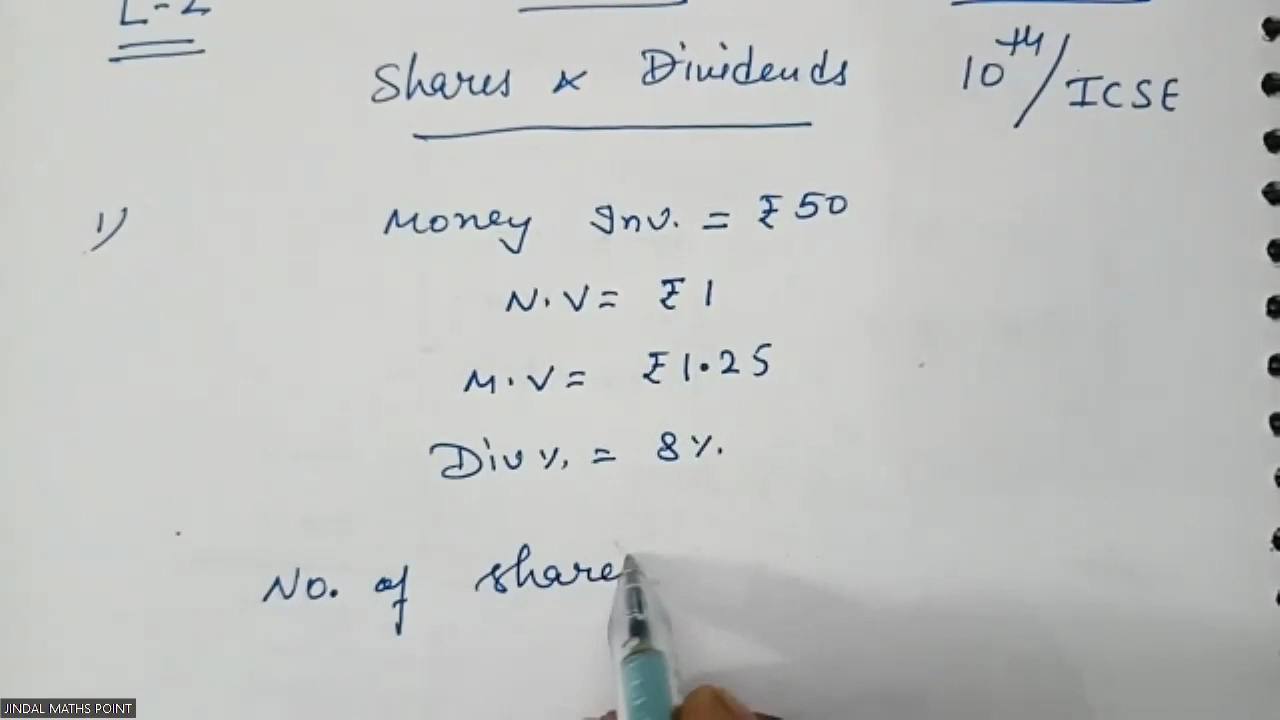 L-2
Shares & Dividends
10th/ICSE
1)
Money Inv. = ₹50
N.V = ₹1
M.V = ₹1.25
Div%. = 8%.
No. of share
JINDAL MATHS POINT